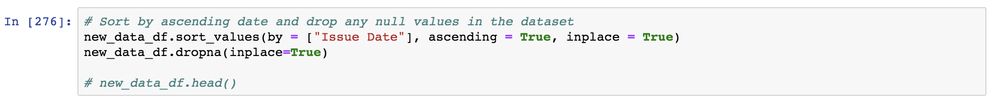 In [276]: # Sort by ascending date and drop any null values in the dataset
new_data_df.sort_values(by = ["Issue Date"], ascending = True, inplace = True)
new_data_df.dropna(inplace=True)
# new_data_df.head()